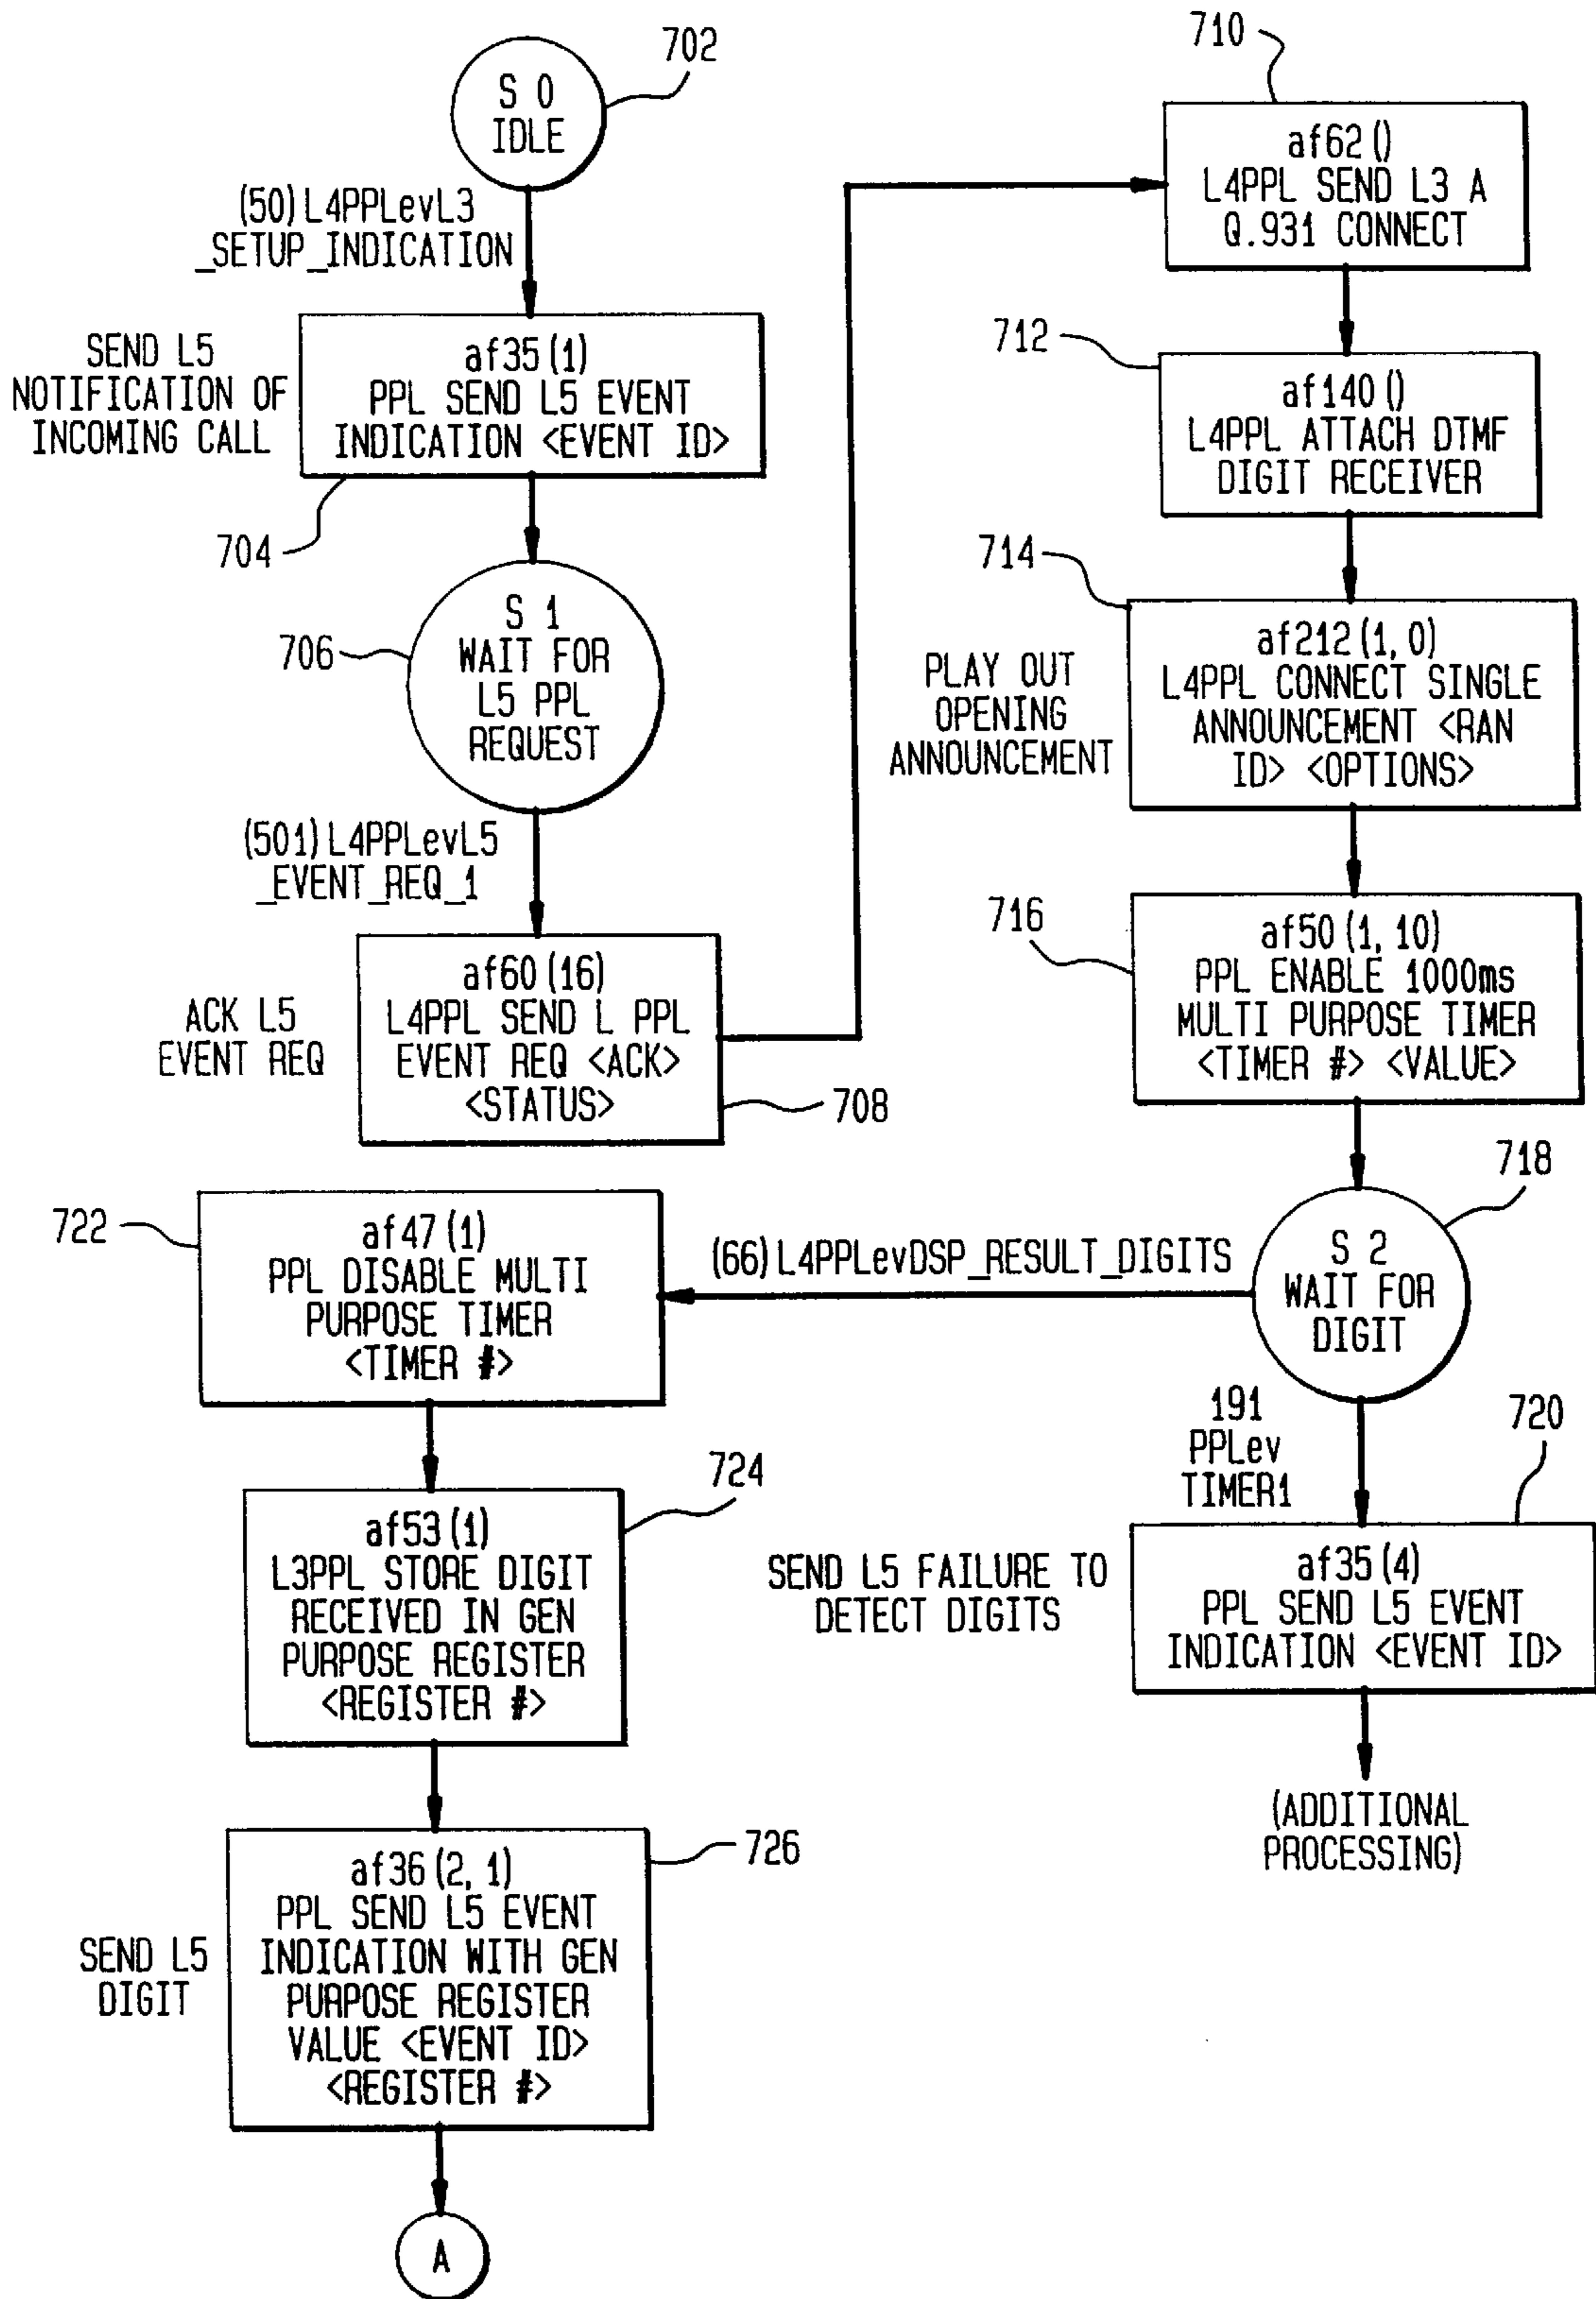 702
S 0
IDLE
(50) L4PPLevL3
_SETUP_INDICATION
SEND L5
NOTIFICATION OF
INCOMING CALL
af35 (1)
PPL SEND L5 EVENT
INDICATION <EVENT ID>
704
S 1
WAIT FOR
L5 PPL
REQUEST
706
(501) L4PPLevL5
_EVENT_REQ_1
ACK L5
EVENT REQ
af60 (16)
L4PPL SEND L PPL
EVENT REQ <ACK>
<STATUS>
708
710
af62 ()
L4PPL SEND L3 A
Q.931 CONNECT
712
af140 ()
L4PPL ATTACH DTMF
DIGIT RECEIVER
714
PLAY OUT
OPENING
ANNOUNCEMENT
af212 (1, 0)
L4PPL CONNECT SINGLE
ANNOUNCEMENT <RAN
ID> <OPTIONS>
716
af50 (1, 10)
PPL ENABLE 1000ms
MULTI PURPOSE TIMER
<TIMER #> <VALUE>
718
S 2
WAIT FOR
DIGIT
(66) L4PPLevDSP_RESULT_DIGITS
191
PPLev
TIMER1
720
SEND L5 FAILURE TO
DETECT DIGITS
af35 (4)
PPL SEND L5 EVENT
INDICATION <EVENT ID>
(ADDITIONAL
PROCESSING)
722
af47 (1)
PPL DISABLE MULTI
PURPOSE TIMER
<TIMER #>
724
af53 (1)
L3PPL STORE DIGIT
RECEIVED IN GEN
PURPOSE REGISTER
<REGISTER #>
726
SEND L5
DIGIT
af36 (2, 1)
PPL SEND L5 EVENT
INDICATION WITH GEN
PURPOSE REGISTER
VALUE <EVENT ID>
<REGISTER #>
A